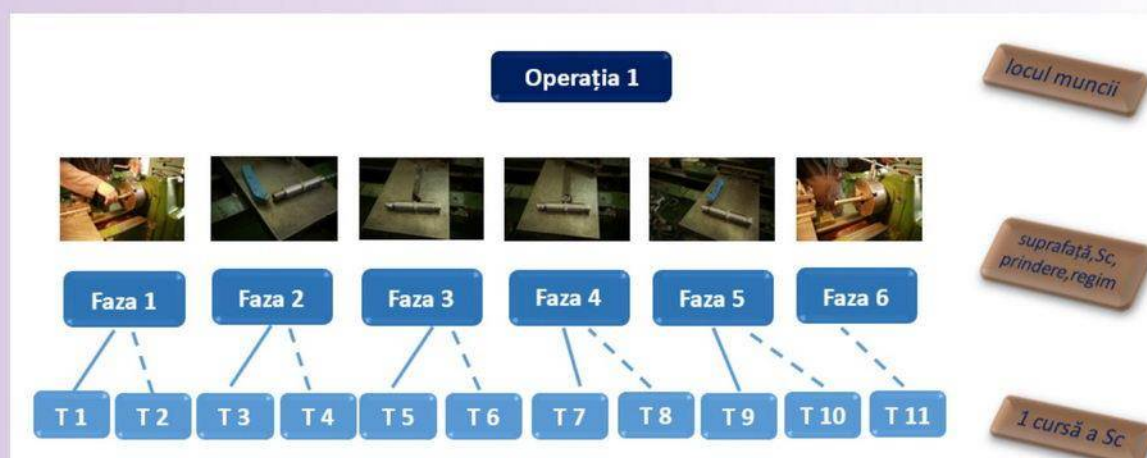 Operația 1
locul muncii
suprafață,Sc,
prindere,regim
Faza 1
Faza 2
Faza 3
Faza 4
Faza 5
Faza 6
T 1
T 2
T 3
T 4
T 5
T 6
T 7
T 8
T 9
T 10
T 11
1 cursă a Sc